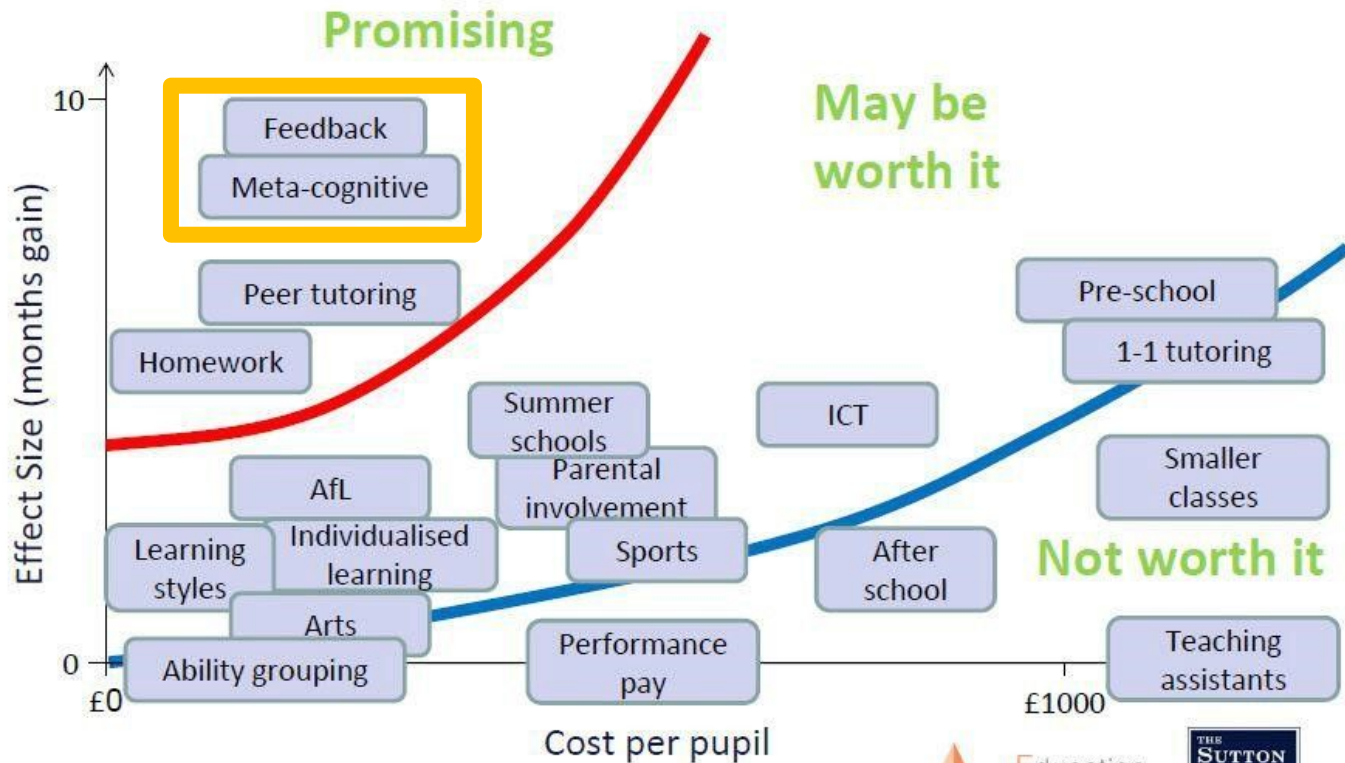 Promising
May be
worth it
10
Feedback
Meta-cognitive
Peer tutoring
Homework
Pre-school
1-1 tutoring
Summer
schools
ICT
Parental
involvement
AfL
Smaller
classes
Individualised
learning
Learning
styles
Sports
After
school
Not worth it
Arts
Ability grouping
Performance
pay
Teaching
assistants
0
£0
£1000
Effect Size (months gain)
Cost per pupil
THE
SUTTON